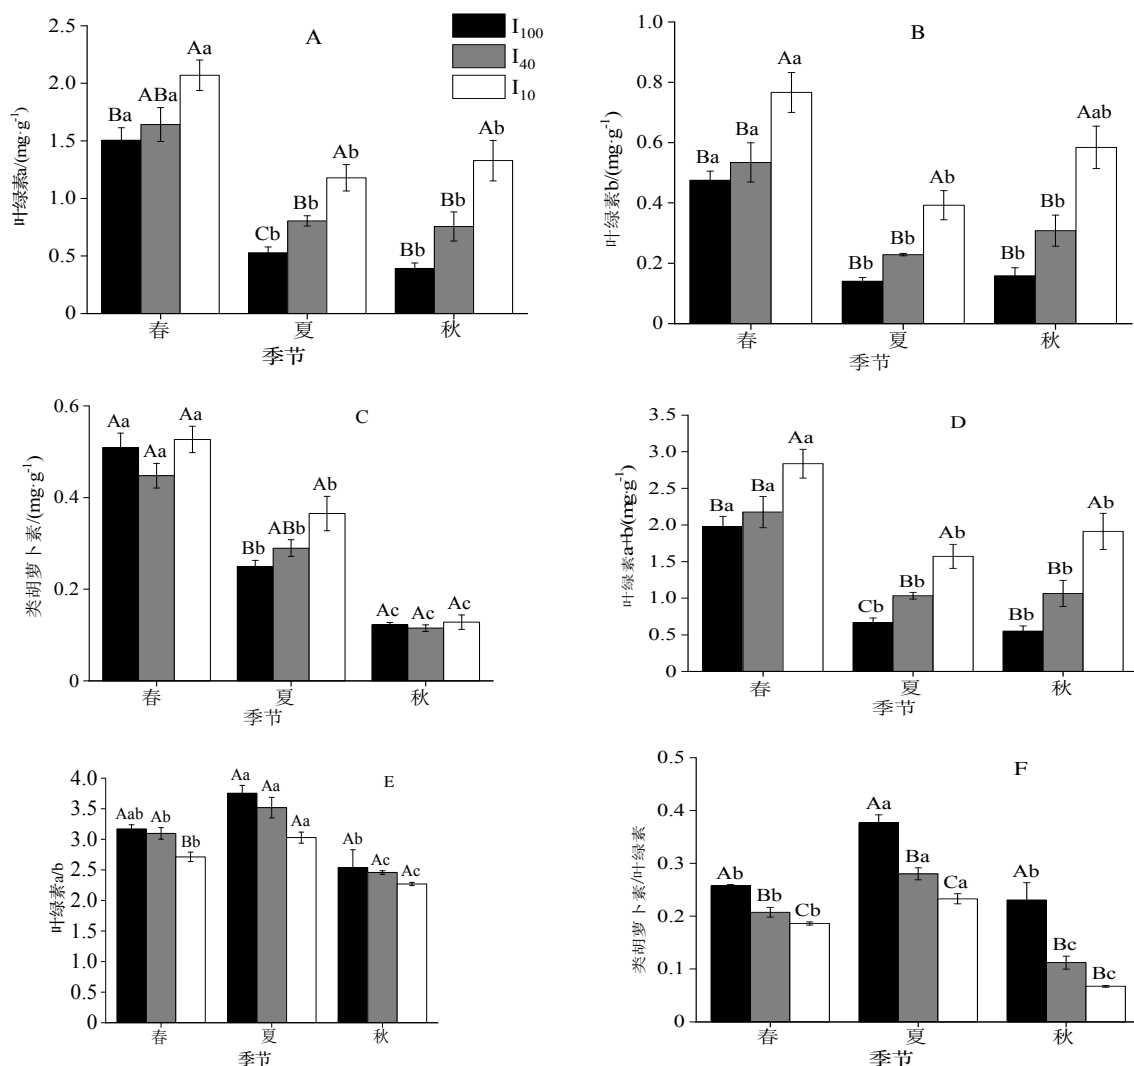 A
I100
I40
I10
叶绿素a/(mg·g-1)
2.5
2.0
1.5
1.0
0.5
0
Ba
ABa
Aa
Cb
Bb
Ab
Bb
Bb
Ab
春
夏
秋
季节
B
叶绿素b/(mg·g-1)
1.0
0.8
0.6
0.4
0.2
0
Ba
Ba
Aa
Bb
Bb
Ab
Bb
Bb
Aab
春
夏
秋
季节
C
类胡萝卜素/(mg·g-1)
0.6
0.4
0.2
0
Aa
Aa
Aa
Bb
ABb
Ab
Ac
Ac
Ac
春
夏
秋
季节
D
叶绿素a+b/(mg·g-1)
3.5
3.0
2.5
2.0
1.5
1.0
0.5
0
Ba
Ba
Aa
Cb
Bb
Ab
Bb
Bb
Ab
春
夏
秋
季节
E
叶绿素a/b
4.0
3.5
3.0
2.5
2.0
1.5
1.0
0.5
0
Aab
Ab
Bb
Aa
Aa
Aa
Ab
Ac
Ac
春
夏
秋
季节
F
类胡萝卜素/叶绿素
0.5
0.4
0.3
0.2
0.1
0
Ab
Bb
Cb
Aa
Ba
Ca
Ab
Bc
Bc
春
夏
秋
季节